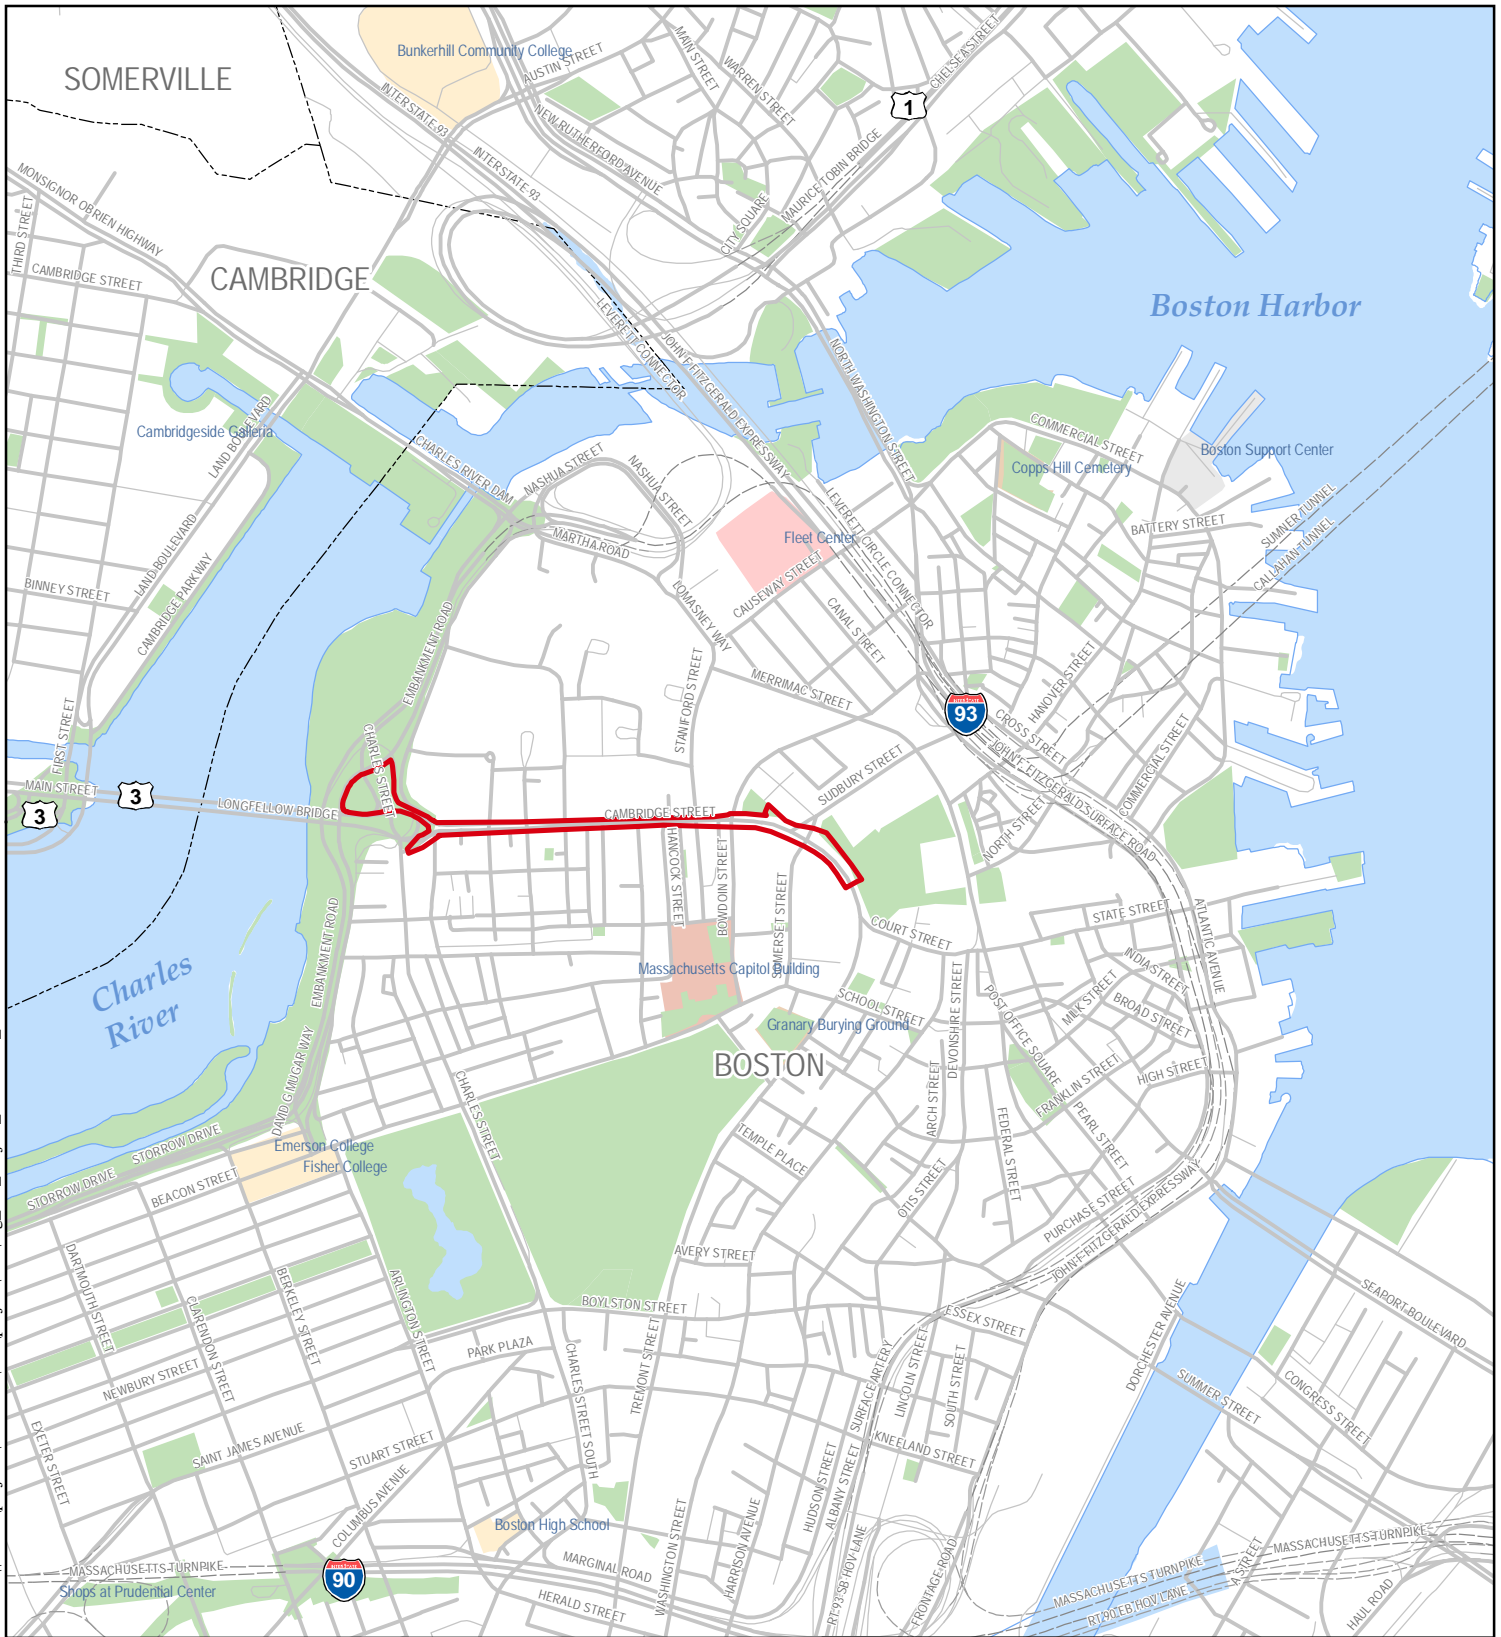 SOMERVILLE
Bunkerhill Community College
AUSTIN STREET
MAIN STREET
WARREN STREET
CHELSEA STREET
1
INTERSTATE-93
NEW RUTHERFORD AVENUE
INTERSTATE-93
MAURICE TOBIN BRIDGE
CITY SQUARE
MONSIGNOR OBRIEN HIGHWAY
THIRD STREET
CAMBRIDGE STREET
CAMBRIDGE
LEVERETT CONNECTOR
JOHN F FITZGERALD EXPRESSWAY
NORTH WASHINGTON STREET
Boston Harbor
Cambridgeside Galleria
LAND BOULEVARD
CHARLES RIVER DAM
NASHUA STREET
NASHUA STREET
COMMERCIAL STREET
Copps Hill Cemetery
Boston Support Center
BATTERY STREET
SUMNER TUNNEL
CALLAHAN TUNNEL
MARTHA ROAD
Fleet Center
LEVERETT CIRCLE CONNECTOR
CAUSEWAY STREET
CANAL STREET
LOMASNEY WAY
LAND BOULEVARD
CAMBRIDGE PARKWAY
BINNEY STREET
EMBANKMENT ROAD
STANIFORD STREET
MERRIMAC STREET
HANOVER STREET
93
CROSS STREET
FIRST STREET
CHARLES STREET
SUDBURY STREET
JOHN F FITZGERALD SURFACE ROAD
COMMERCIAL STREET
MAIN STREET
3
3
LONGFELLOW BRIDGE
CAMBRIDGE STREET
NORTH STREET
HANCOCK STREET
BOWDOIN STREET
SOMERSET STREET
COURT STREET
STATE STREET
ATLANTIC AVENUE
EMBANKMENT ROAD
Massachusetts Capitol Building
INDIA STREET
MILK STREET
BROAD STREET
Charles
River
SCHOOL STREET
Granary Burying Ground
DEVONSHIRE STREET
POST OFFICE SQUARE
BOSTON
DAVID G MUGAR WAY
CHARLES STREET
ARCH STREET
FRANKLIN STREET
HIGH STREET
PEARL STREET
FEDERAL STREET
TEMPLE PLACE
STORROW DRIVE
STORROW DRIVE
Emerson College
Fisher College
BEACON STREET
OTIS STREET
PURCHASE STREET
JOHN F FITZGERALD EXPRESSWAY
AVERY STREET
DARTMOUTH STREET
CLARENDON STREET
BERKELEY STREET
ARLINGTON STREET
BOYLSTON STREET
ESSEX STREET
SEAPORT BOULEVARD
DORCHESTER AVENUE
PARK PLAZA
CHARLES STREET SOUTH
TREMONT STREET
SURFACE ARTERY
LINCOLN STREET
SOUTH STREET
SUMMER STREET
CONGRESS STREET
NEWBURY STREET
EXETER STREET
SAINT JAMES AVENUE
STUART STREET
COLUMBUS AVENUE
KNEELAND STREET
HUDSON STREET
ALBANY STREET
Boston High School
WASHINGTON STREET
HARRISON AVENUE
RT 93 SB HOV LANE
FRONTAGE ROAD
MASSACHUSETTS TURNPIKE
Shops at Prudential Center
90
MARGINAL ROAD
HERALD STREET
MASSACHUSETTS TURNPIKE
MASSACHUSETTS TURNPIKE
RT 90 EB HOV LANE
A STREET
HAUL ROAD